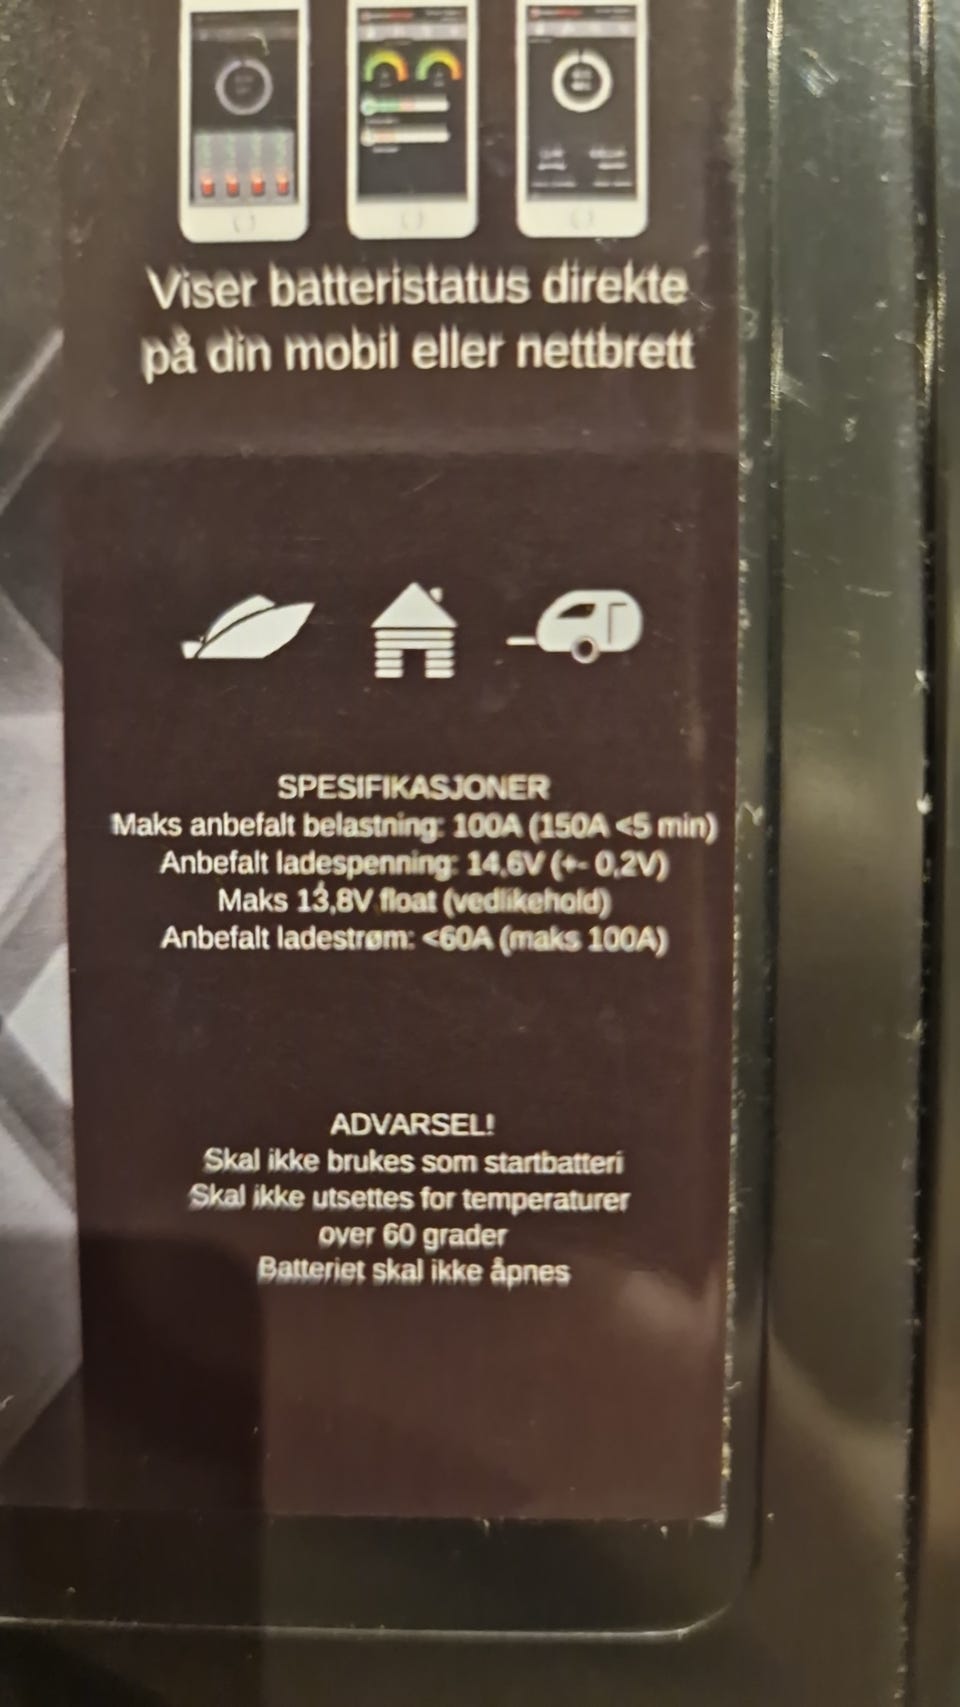 Viser batteristatus direkte
på din mobil eller nettbrett
SPESIFIKASJONER
Maks anbefalt belastning: 100A (150A <5 min)
Anbefalt ladespenning: 14,6V (+- 0,2V)
Maks 13,8V float (vedlikehold)
Anbefalt ladestrøm: <60A (maks 100A)
ADVARSEL!
Skal ikke brukes som startbatteri
Skal ikke utsettes for temperaturer
over 60 grader
Batteriet skal ikke åpnes